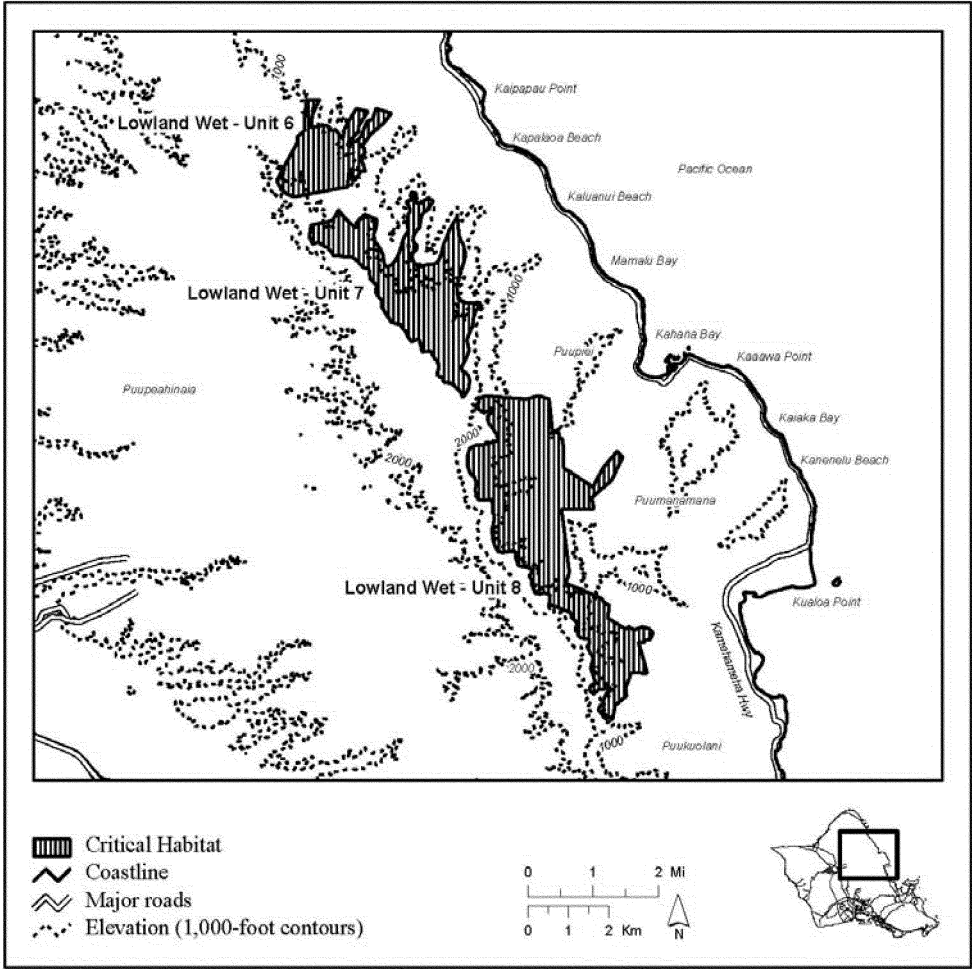 1000
Kaipapau Point
Lowland Wet - Unit 6
Kapalaoa Beach
Pacific Ocean
Kaluanui Beach
Mamalu Bay
1000
Lowland Wet - Unit 7
Kahana Bay
Puupiei
Kaaawa Point
Puupeahinaia
Kaiaka Bay
2000
2000
Kanenelu Beach
Puumanamana
Lowland Wet - Unit 8
1000
Kualoa Point
Kamehameha Hwy
2000
1000
Puukuolani
Critical Habitat
Coastline
Major roads
Elevation (1,000-foot contours)
0 1 2 Mi
0 1 2 Km
N